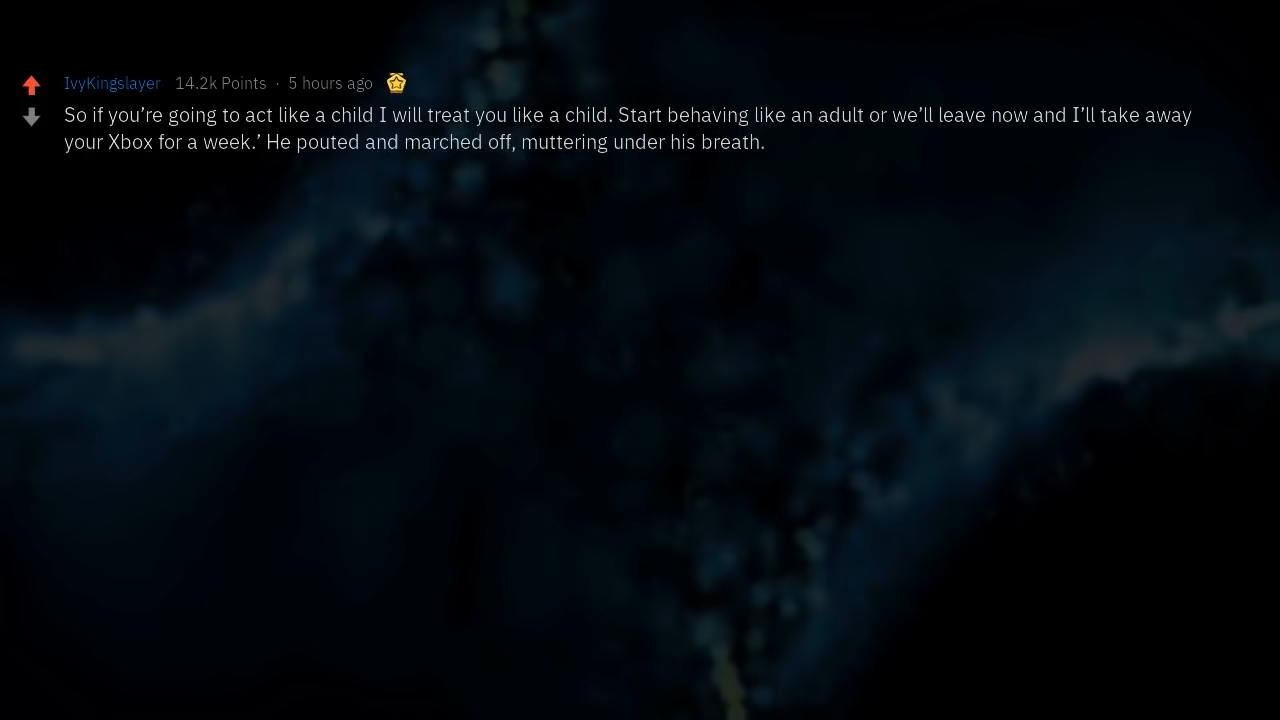 IvyKingslayer 14.2k Points · 5 hours ago
So if you’re going to act like a child I will treat you like a child. Start behaving like an adult or we’ll leave now and I’ll take away
your Xbox for a week.’ He pouted and marched off, muttering under his breath.